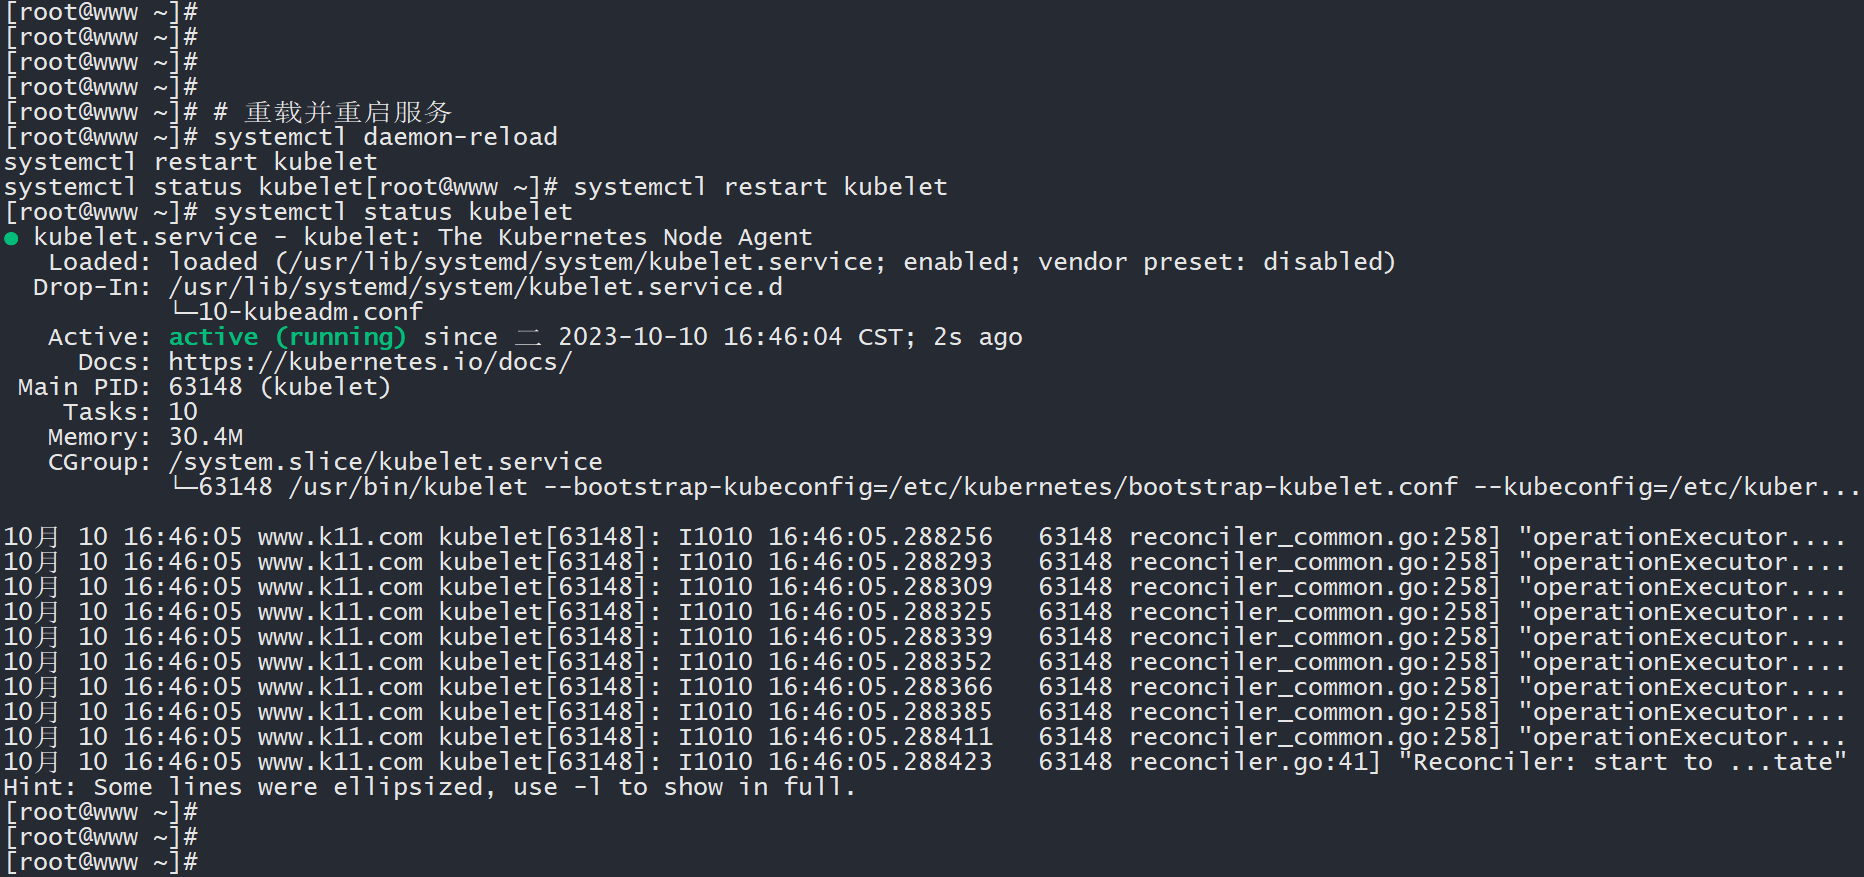 [root@www ~]#
[root@www ~]#
[root@www ~]#
[root@www ~]#
[root@www ~]# # 重载并重启服务
[root@www ~]# systemctl daemon-reload
systemctl restart kubelet
systemctl status kubelet[root@www ~]# systemctl restart kubelet
[root@www ~]# systemctl status kubelet
● kubelet.service - kubelet: The Kubernetes Node Agent
   Loaded: loaded (/usr/lib/systemd/system/kubelet.service; enabled; vendor preset: disabled)
  Drop-In: /usr/lib/systemd/system/kubelet.service.d
           └─10-kubeadm.conf
   Active: active (running) since 二 2023-10-10 16:46:04 CST; 2s ago
     Docs: https://kubernetes.io/docs/
 Main PID: 63148 (kubelet)
    Tasks: 10
   Memory: 30.4M
   CGroup: /system.slice/kubelet.service
           └─63148 /usr/bin/kubelet --bootstrap-kubeconfig=/etc/kubernetes/bootstrap-kubelet.conf --kubeconfig=/etc/kuber...
10月 10 16:46:05 www.k11.com kubelet[63148]: I1010 16:46:05.288256   63148 reconciler_common.go:258] "operationExecutor....
10月 10 16:46:05 www.k11.com kubelet[63148]: I1010 16:46:05.288293   63148 reconciler_common.go:258] "operationExecutor....
10月 10 16:46:05 www.k11.com kubelet[63148]: I1010 16:46:05.288309   63148 reconciler_common.go:258] "operationExecutor....
10月 10 16:46:05 www.k11.com kubelet[63148]: I1010 16:46:05.288325   63148 reconciler_common.go:258] "operationExecutor....
10月 10 16:46:05 www.k11.com kubelet[63148]: I1010 16:46:05.288339   63148 reconciler_common.go:258] "operationExecutor....
10月 10 16:46:05 www.k11.com kubelet[63148]: I1010 16:46:05.288352   63148 reconciler_common.go:258] "operationExecutor....
10月 10 16:46:05 www.k11.com kubelet[63148]: I1010 16:46:05.288366   63148 reconciler_common.go:258] "operationExecutor....
10月 10 16:46:05 www.k11.com kubelet[63148]: I1010 16:46:05.288385   63148 reconciler_common.go:258] "operationExecutor....
10月 10 16:46:05 www.k11.com kubelet[63148]: I1010 16:46:05.288411   63148 reconciler_common.go:258] "operationExecutor....
10月 10 16:46:05 www.k11.com kubelet[63148]: I1010 16:46:05.288423   63148 reconciler.go:41] "Reconciler: start to ...tate"
Hint: Some lines were ellipsized, use -l to show in full.
[root@www ~]#
[root@www ~]#
[root@www ~]#